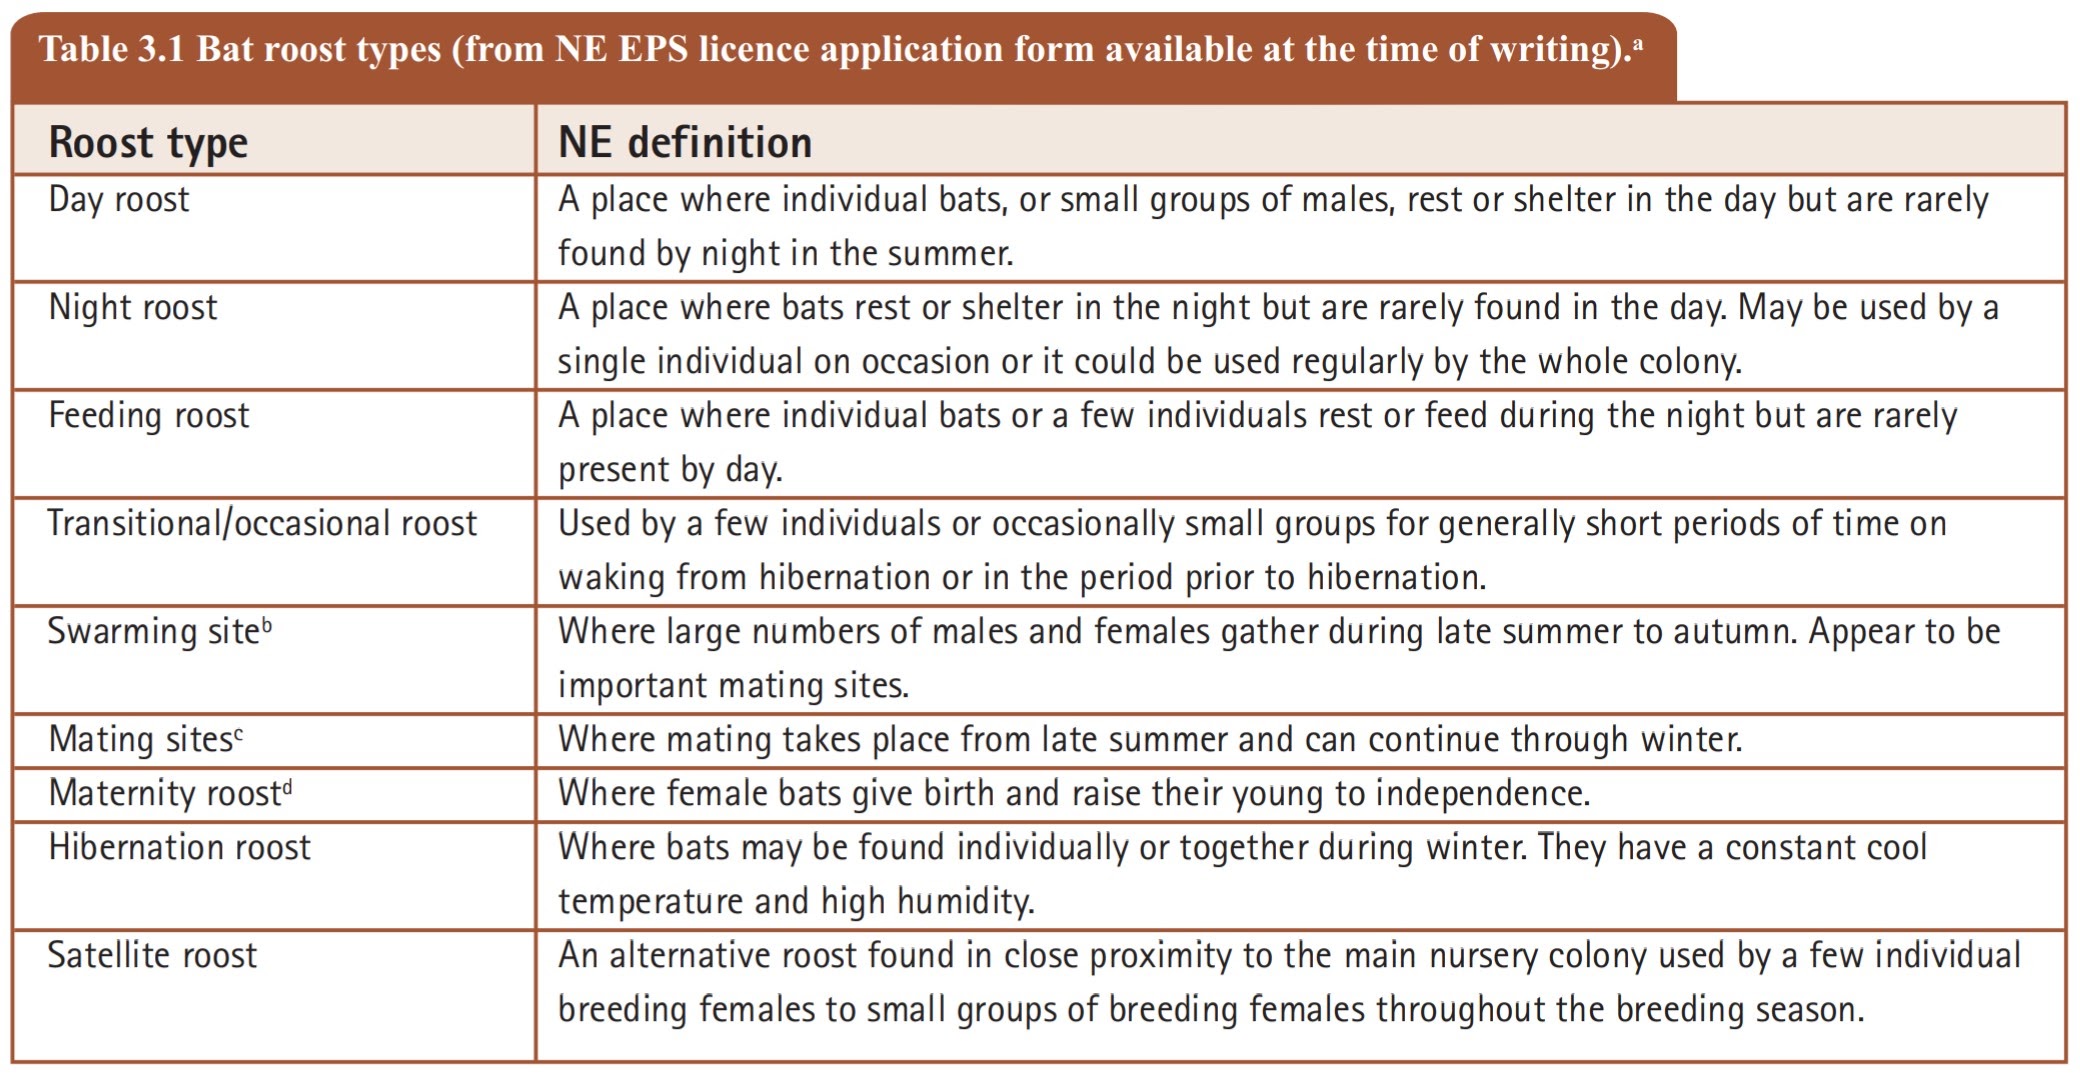 Table 3.1 Bat roost types (from NE EPS licence application form available at the time of writing).ᵃ
Roost type
NE definition
Day roost
A place where individual bats, or small groups of males, rest or shelter in the day but are rarely
found by night in the summer.
Night roost
A place where bats rest or shelter in the night but are rarely found in the day. May be used by a
single individual on occasion or it could be used regularly by the whole colony.
Feeding roost
A place where individual bats or a few individuals rest or feed during the night but are rarely
present by day.
Transitional/occasional roost
Used by a few individuals or occasionally small groups for generally short periods of time on
waking from hibernation or in the period prior to hibernation.
Swarming siteᵇ
Where large numbers of males and females gather during late summer to autumn. Appear to be
important mating sites.
Mating sitesᶜ
Where mating takes place from late summer and can continue through winter.
Maternity roostᵈ
Where female bats give birth and raise their young to independence.
Hibernation roost
Where bats may be found individually or together during winter. They have a constant cool
temperature and high humidity.
Satellite roost
An alternative roost found in close proximity to the main nursery colony used by a few individual
breeding females to small groups of breeding females throughout the breeding season.